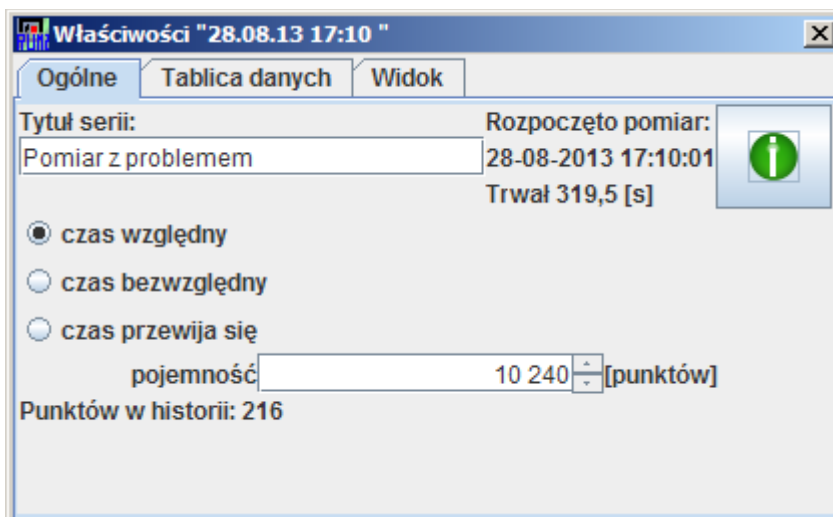 Właściwości "28.08.13 17:10 "
Ogólne Tablica danych Widok
Tytuł serii:
Pomiar z problemem
Rozpoczęto pomiar:
28-08-2013 17:10:01
Trwał 319,5 [s]
czas względny
czas bezwzględny
czas przewija się
pojemność 10 240 [punktów]
Punktów w historii: 216